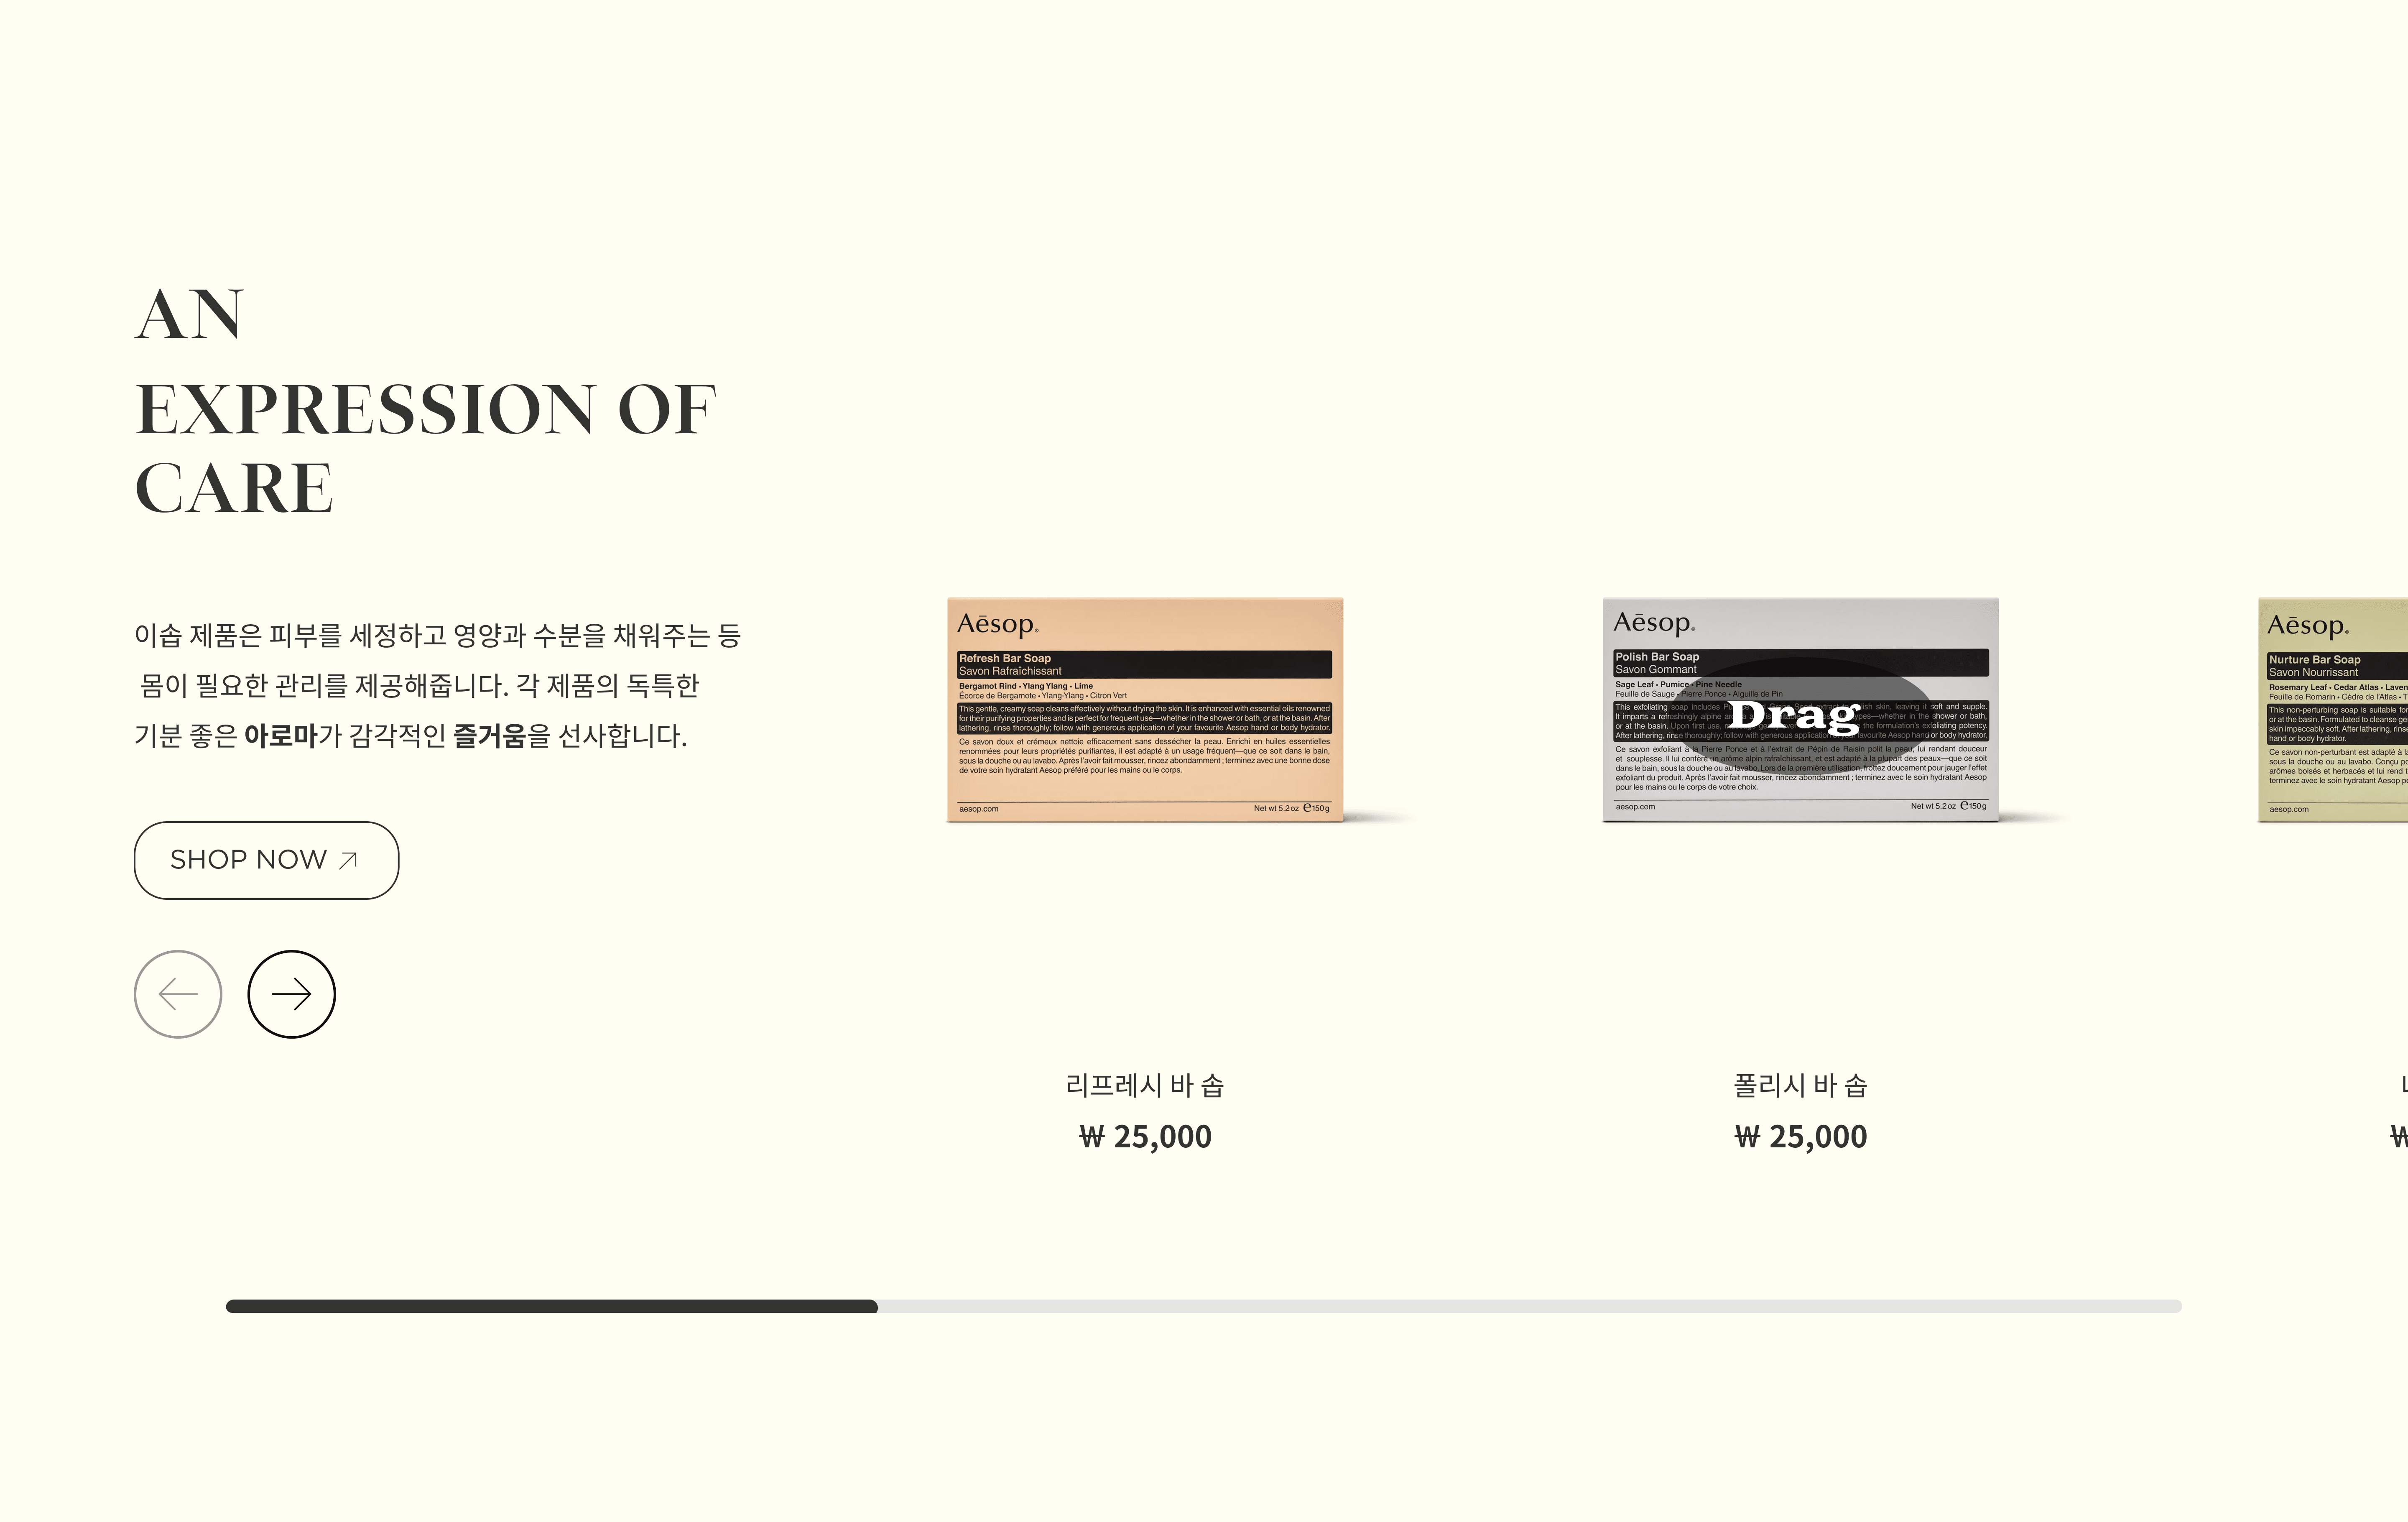 AN
EXPRESSION OF
CARE
이솝 제품은 피부를 세정하고 영양과 수분을 채워주는 등
몸이 필요한 관리를 제공해줍니다. 각 제품의 독특한
기분 좋은 아로마가 감각적인 즐거움을 선사합니다.
SHOP NOW
Aēsop.
Refresh Bar Soap
Savon Rafraîchissant
Bergamot Rind • Ylang Ylang • Lime
Écorce de Bergamote • Ylang-Ylang • Citron Vert
This gentle, creamy soap cleans effectively without drying the skin. It is enhanced with essential oils renowned
for their purifying properties and is perfect for frequent use—whether in the shower or bath, or at the basin. After
lathering, rinse thoroughly; follow with generous application of your favourite Aesop hand or body hydrator.
Ce savon doux et crémeux nettoie efficacement sans dessécher la peau. Enrichi en huiles essentielles
renommées pour leurs propriétés purifiantes, il est adapté à un usage fréquent—que ce soit dans le bain,
sous la douche ou au lavabo. Après l'avoir fait mousser, rincez abondamment ; terminez avec une bonne dose
de votre soin hydratant Aesop préféré pour les mains ou le corps.
aesop.com Net wt 5.2 oz ℮150 g
리프레시 바 솝
₩ 25,000
Aēsop.
Polish Bar Soap
Savon Gommant
Sage Leaf • Pumice • Pine Needle
Feuille de Sauge • Pierre Ponce • Aiguille de Pin
This exfoliating soap includes extract to polish skin, leaving it soft and supple.
It imparts a refreshingly alpine types—whether in the shower or bath,
or at the basin. Upon first use, the formulation's exfoliating potency.
After lathering, rinse thoroughly; follow with generous application of your favourite Aesop hand or body hydrator.
Drag
Ce savon exfoliant à la Pierre Ponce et à l'extrait de Pépin de Raisin polit la peau, lui rendant douceur
et souplesse. Il lui confère un arôme alpin rafraîchissant, et est adapté à la plupart des peaux—que ce soit
dans le bain, sous la douche ou au lavabo. Lors de la première utilisation, frottez doucement pour jauger l'effet
exfoliant du produit. Après l'avoir fait mousser, rincez abondamment ; terminez avec le soin hydratant Aesop
pour les mains ou le corps de votre choix.
aesop.com Net wt 5.2 oz ℮150 g
폴리시 바 솝
₩ 25,000
Aēsop.
Nurture Bar Soap
Savon Nourrissant
Rosemary Leaf • Cedar Atlas •
Feuille de Romarin • Cèdre de l'Atlas •
This non-perturbing soap is suitable for
or at the basin. Formulated to cleanse
skin impeccably soft. After lathering,
hand or body hydrator.
Ce savon non-perturbant est adapté à
sous la douche ou au lavabo. Conçu
arômes boisés et herbacés et lui rend
terminez avec le soin hydratant Aesop
aesop.com
₩